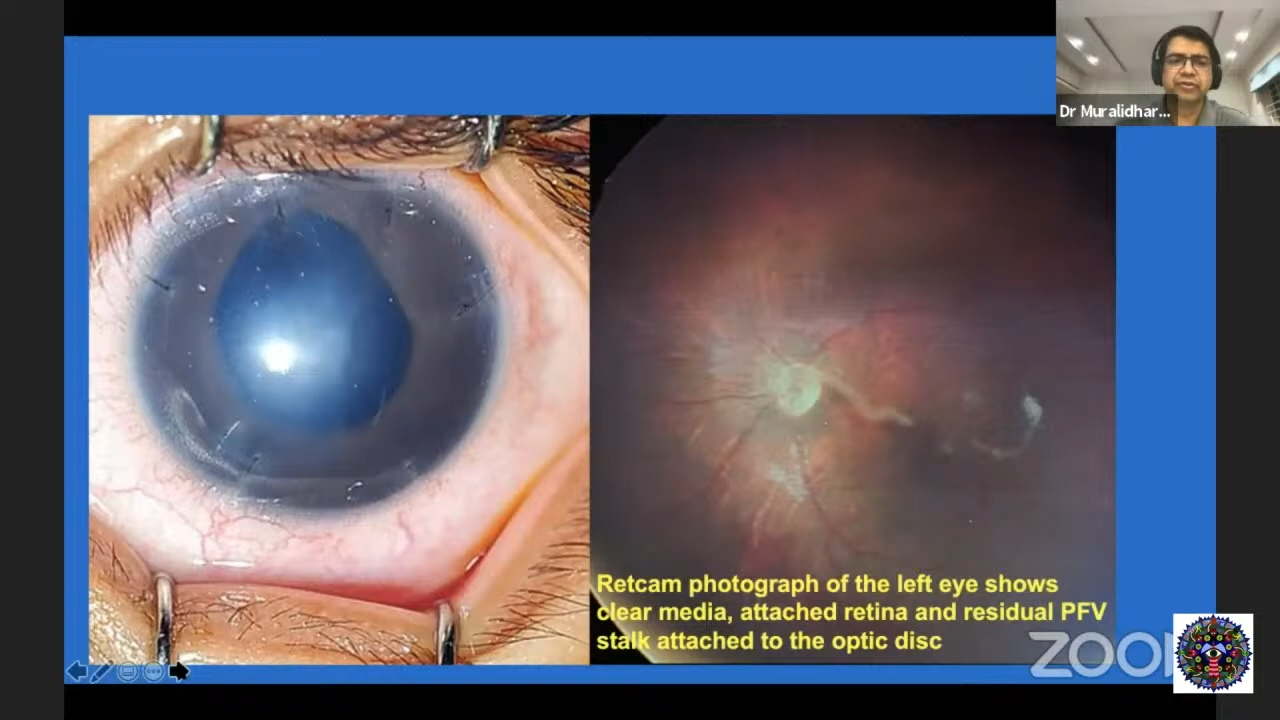 Dr Muralidhar...
Retcam photograph of the left eye shows
clear media, attached retina and residual PFV
stalk attached to the optic disc
ZOOM